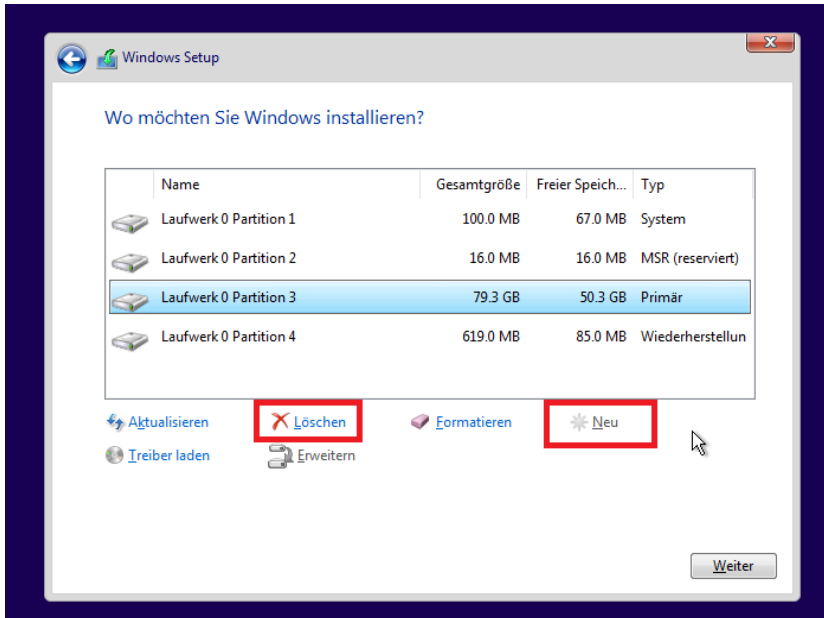 Windows Setup
Wo möchten Sie Windows installieren?
Name Gesamtgröße Freier Speich... Typ
Laufwerk 0 Partition 1 100.0 MB 67.0 MB System
Laufwerk 0 Partition 2 16.0 MB 16.0 MB MSR (reserviert)
Laufwerk 0 Partition 3 79.3 GB 50.3 GB Primär
Laufwerk 0 Partition 4 619.0 MB 85.0 MB Wiederherstellun
Aktualisieren Löschen Formatieren Neu
Treiber laden Erweitern
Weiter